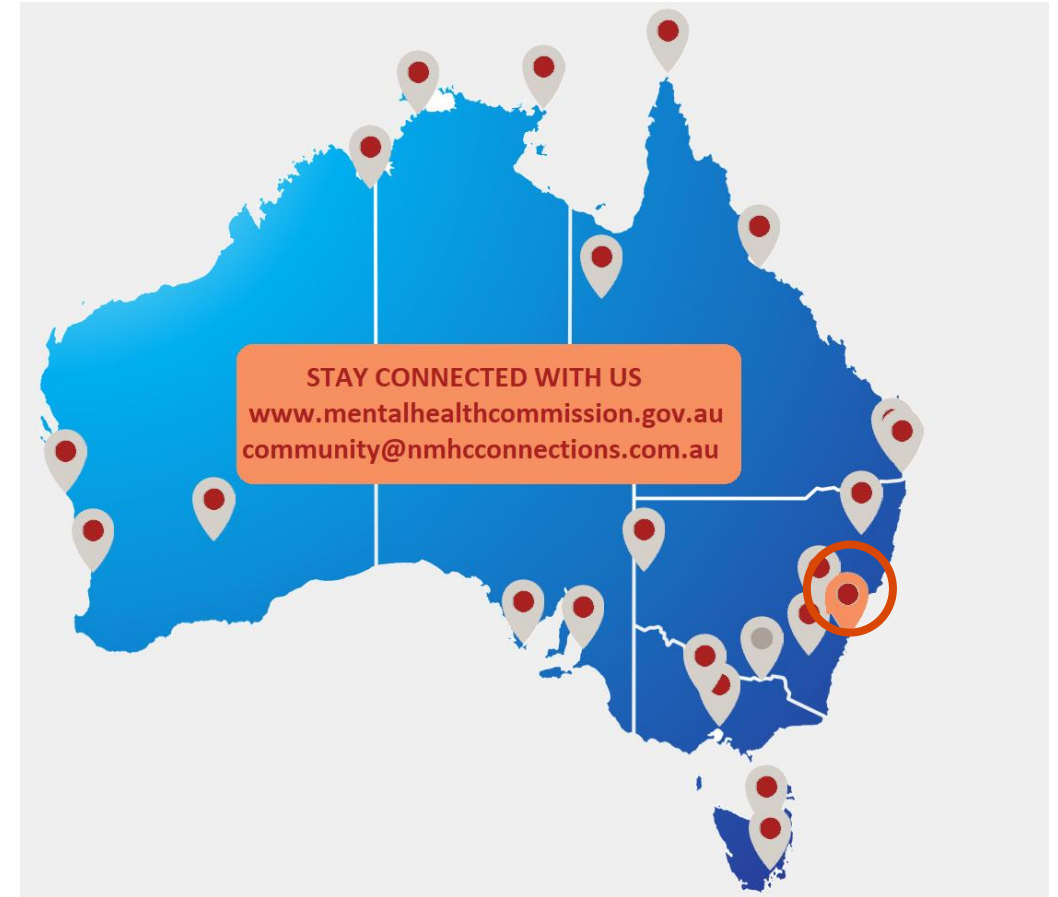 STAY CONNECTED WITH US
www.mentalhealthcommission.gov.au
community@nmhcconnections.com.au